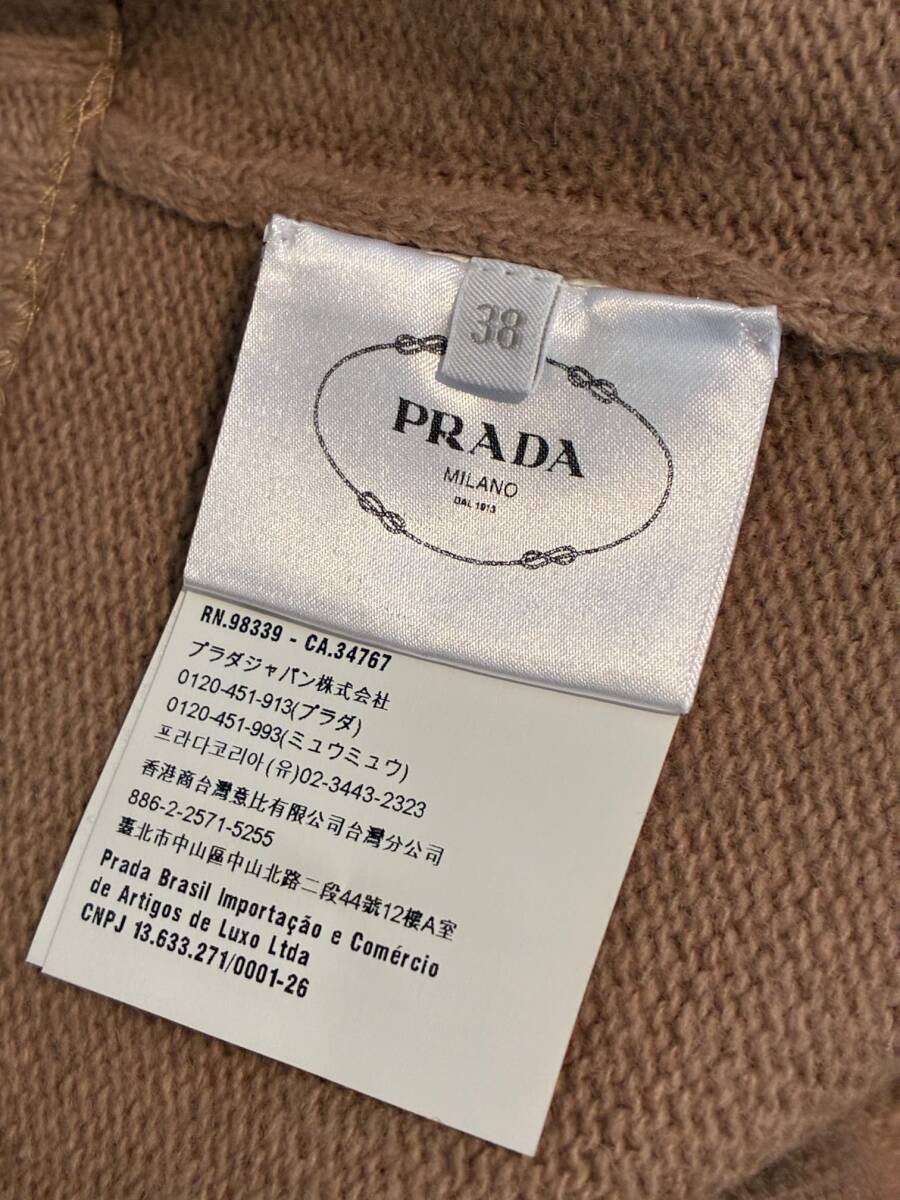 38
PRADA
MILANO
DAL 1913
RN.98339 - CA.34767
プラダジャパン株式会社
0120-451-913(プラダ)
0120-451-993(ミュウミュウ)
프라다코리아(유)02-3443-2323
香港商台灣意比有限公司台灣分公司
886-2-2571-5255
臺北市中山區中山北路二段44號12樓A室
Prada Brasil Importação e Comércio
de Artigos de Luxo Ltda
CNPJ 13.633.271/0001-26